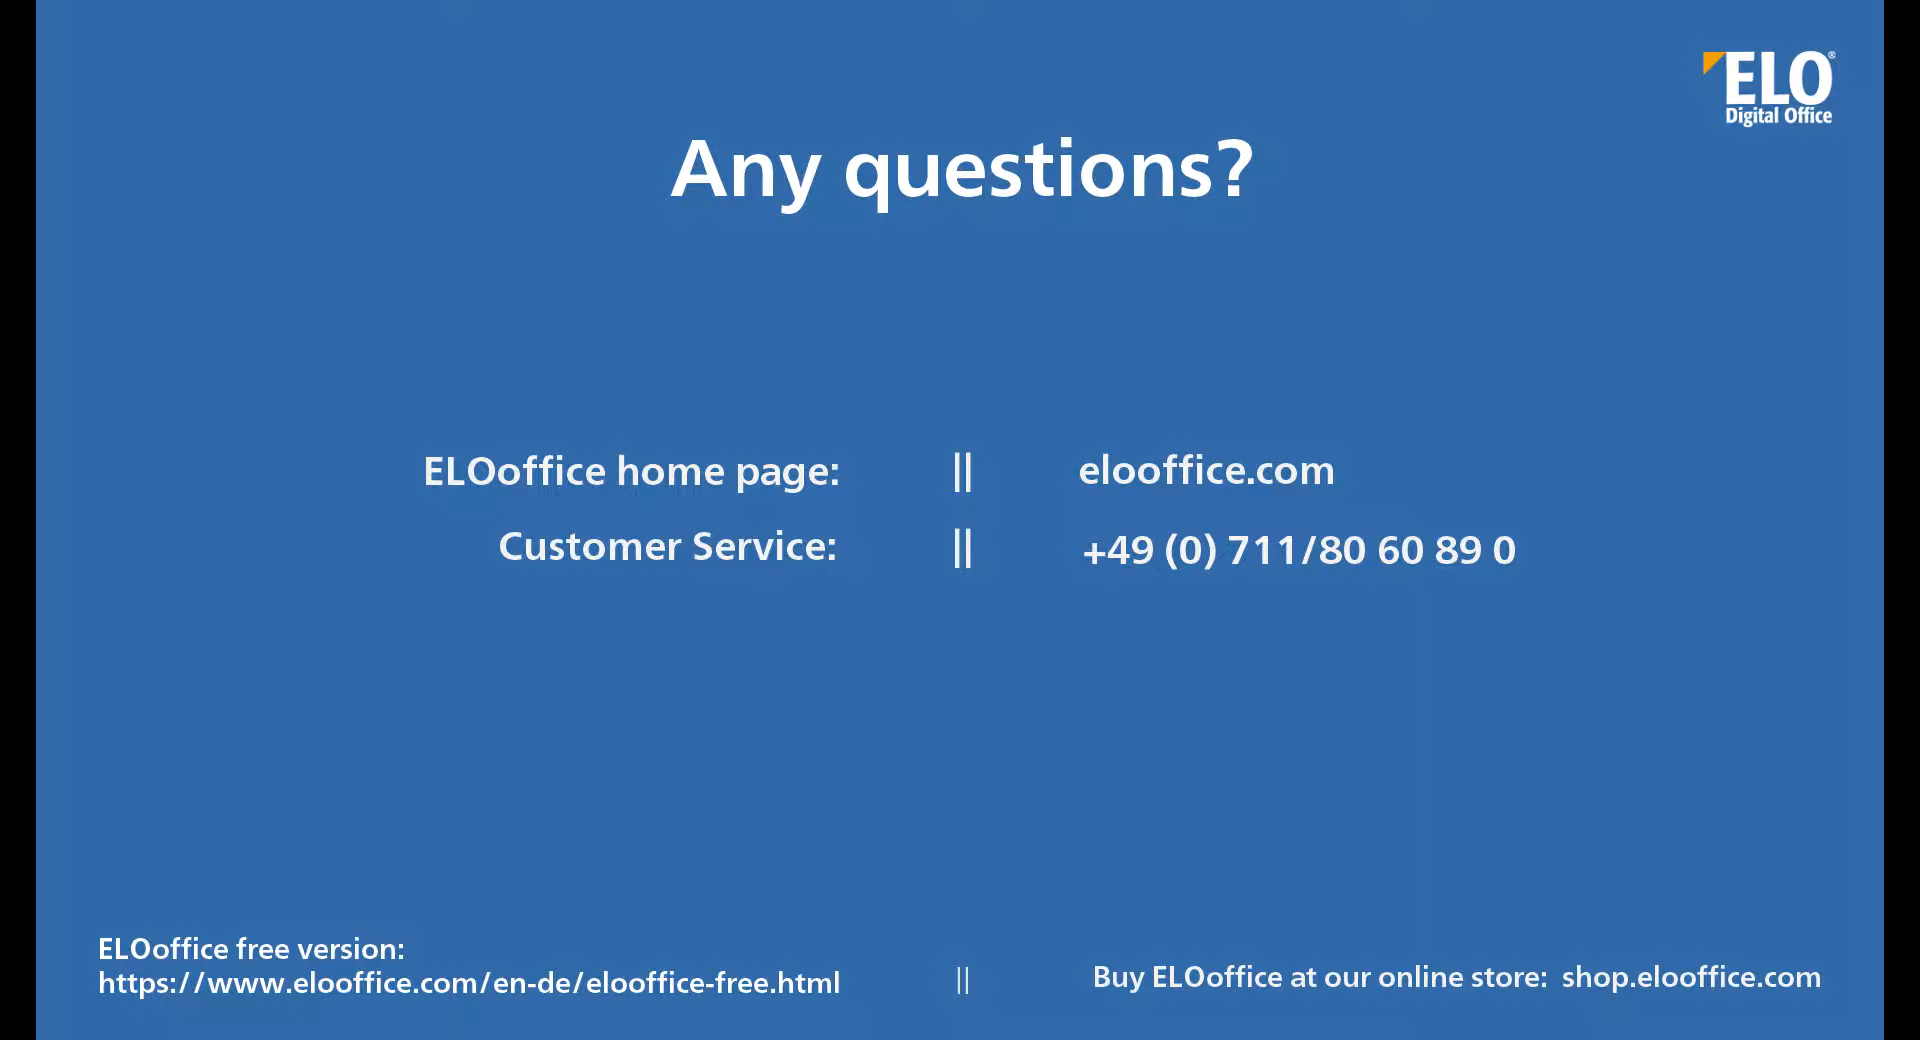 ELO®
Digital Office
Any questions?
ELOoffice home page: || elooffice.com
Customer Service: || +49 (0) 711/80 60 89 0
ELOoffice free version:
https://www.elooffice.com/en-de/elooffice-free.html || Buy ELOoffice at our online store: shop.elooffice.com